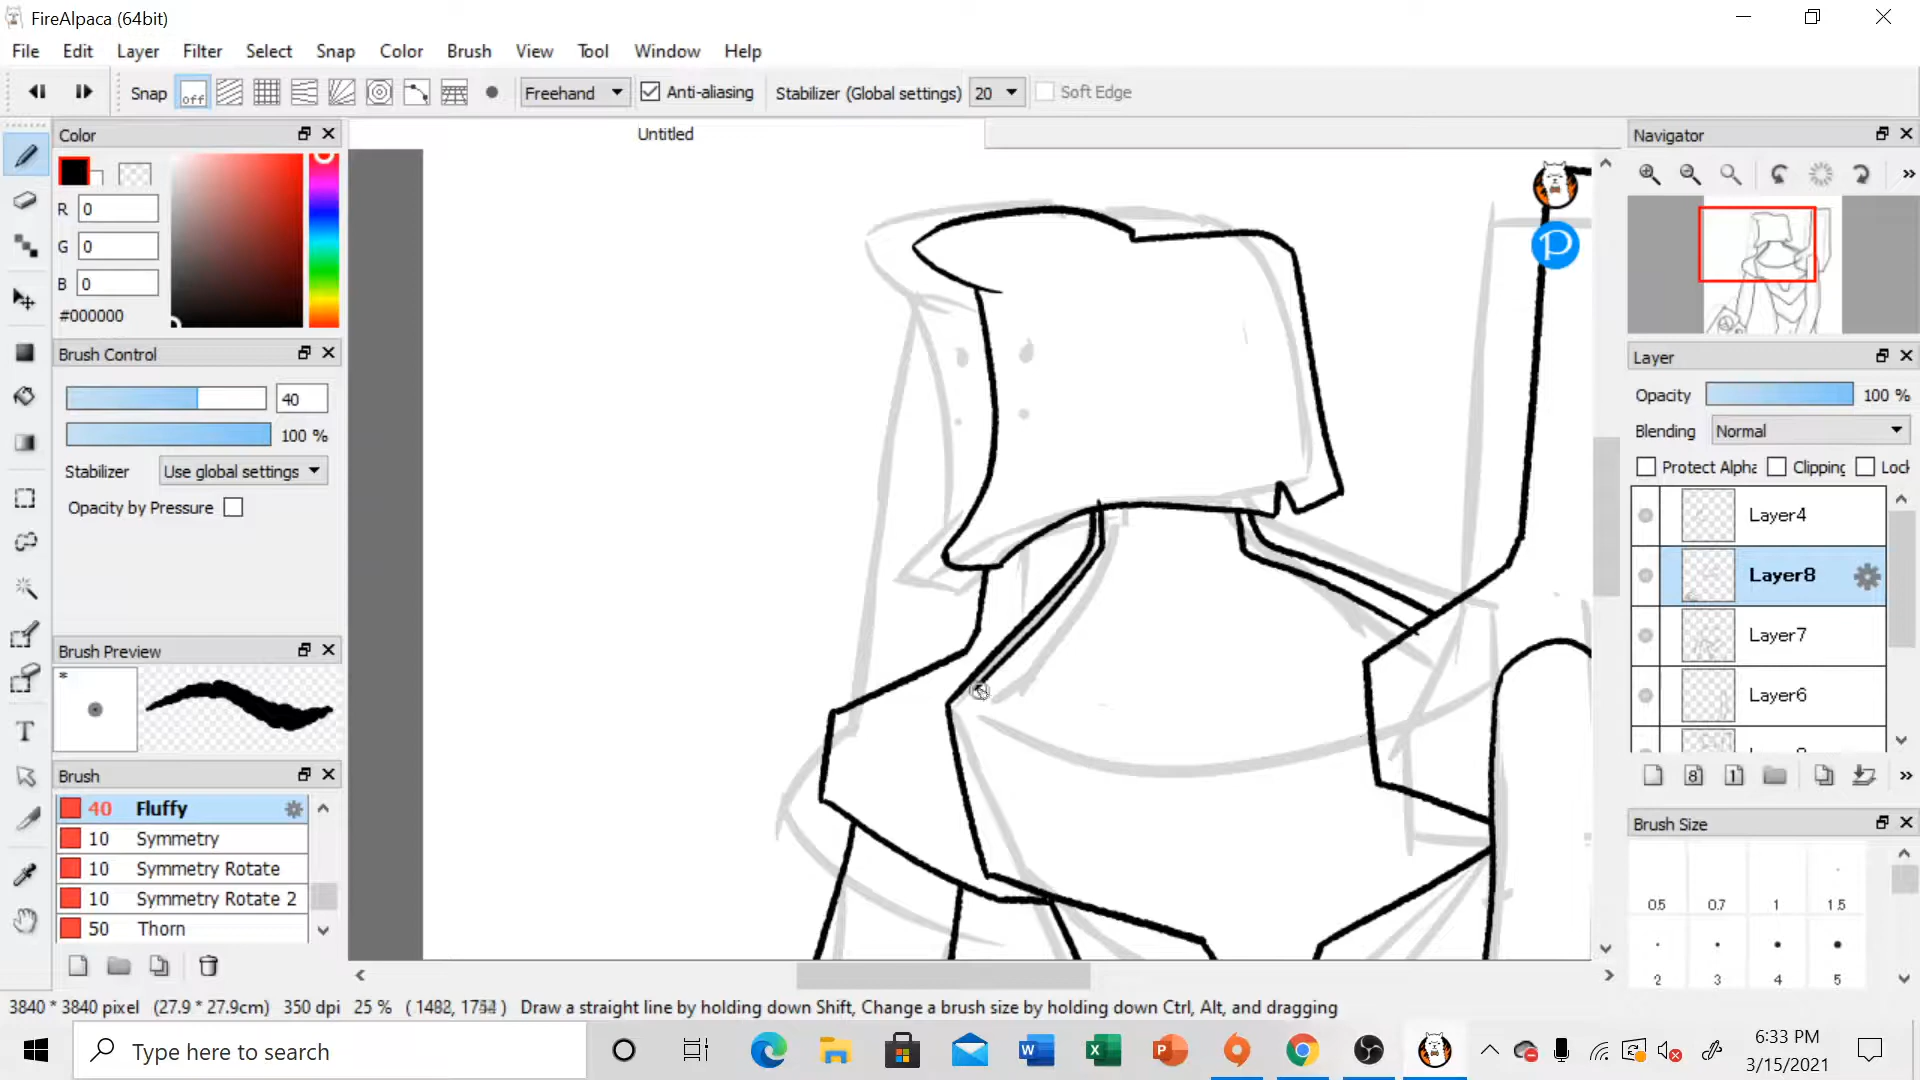 FireAlpaca (64bit)
File Edit Layer Filter Select Snap Color Brush View Tool Window Help
Snap off Freehand Anti-aliasing Stabilizer (Global settings) 20 Soft Edge
Color
Untitled
Navigator
R 0
G 0
B 0
#000000
Brush Control
40
100 %
Stabilizer Use global settings
Opacity by Pressure
Brush Preview
*
Brush
40 Fluffy
10 Symmetry
10 Symmetry Rotate
10 Symmetry Rotate 2
50 Thorn
T
P
Layer
Opacity 100 %
Blending Normal
Protect Alpha Clipping Lock
Layer4
Layer8
Layer7
Layer6
8 1
Brush Size
0.5 0.7 1 1.5
2 3 4 5
3840 * 3840 pixel (27.9 * 27.9cm) 350 dpi 25 % Draw a straight line by holding down Shift, Change a brush size by holding down Ctrl, Alt, and dragging
Type here to search
W X P
6:33 PM
3/15/2021